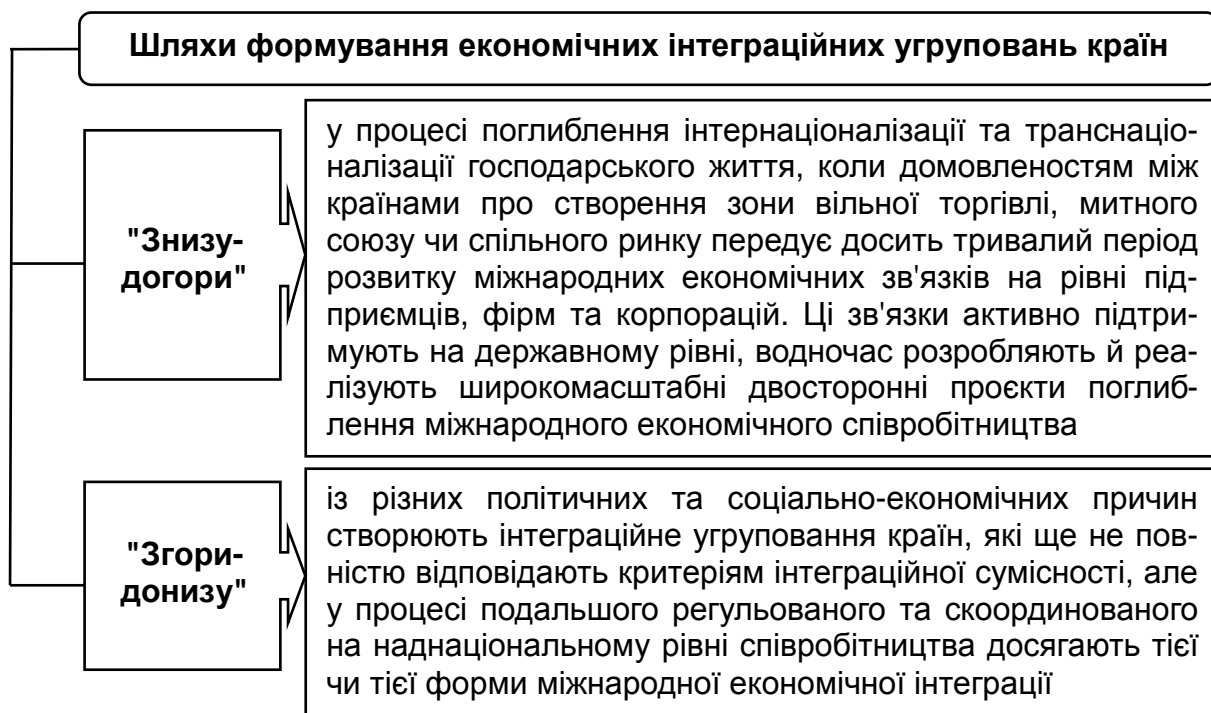 Шляхи формування економічних інтеграційних угруповань країн
"Знизу-
догори"
у процесі поглиблення інтернаціоналізації та транснаціо-
налізації господарського життя, коли домовленостям між
країнами про створення зони вільної торгівлі, митного
союзу чи спільного ринку передує досить тривалий період
розвитку міжнародних економічних зв'язків на рівні під-
приємців, фірм та корпорацій. Ці зв'язки активно підтри-
мують на державному рівні, водночас розробляють й реа-
лізують широкомасштабні двосторонні проєкти поглиб-
лення міжнародного економічного співробітництва
"Згори-
донизу"
із різних політичних та соціально-економічних причин
створюють інтеграційне угруповання країн, які ще не пов-
ністю відповідають критеріям інтеграційної сумісності, але
у процесі подальшого регульованого та скоординованого
на наднаціональному рівні співробітництва досягають тієї
чи тієї форми міжнародної економічної інтеграції